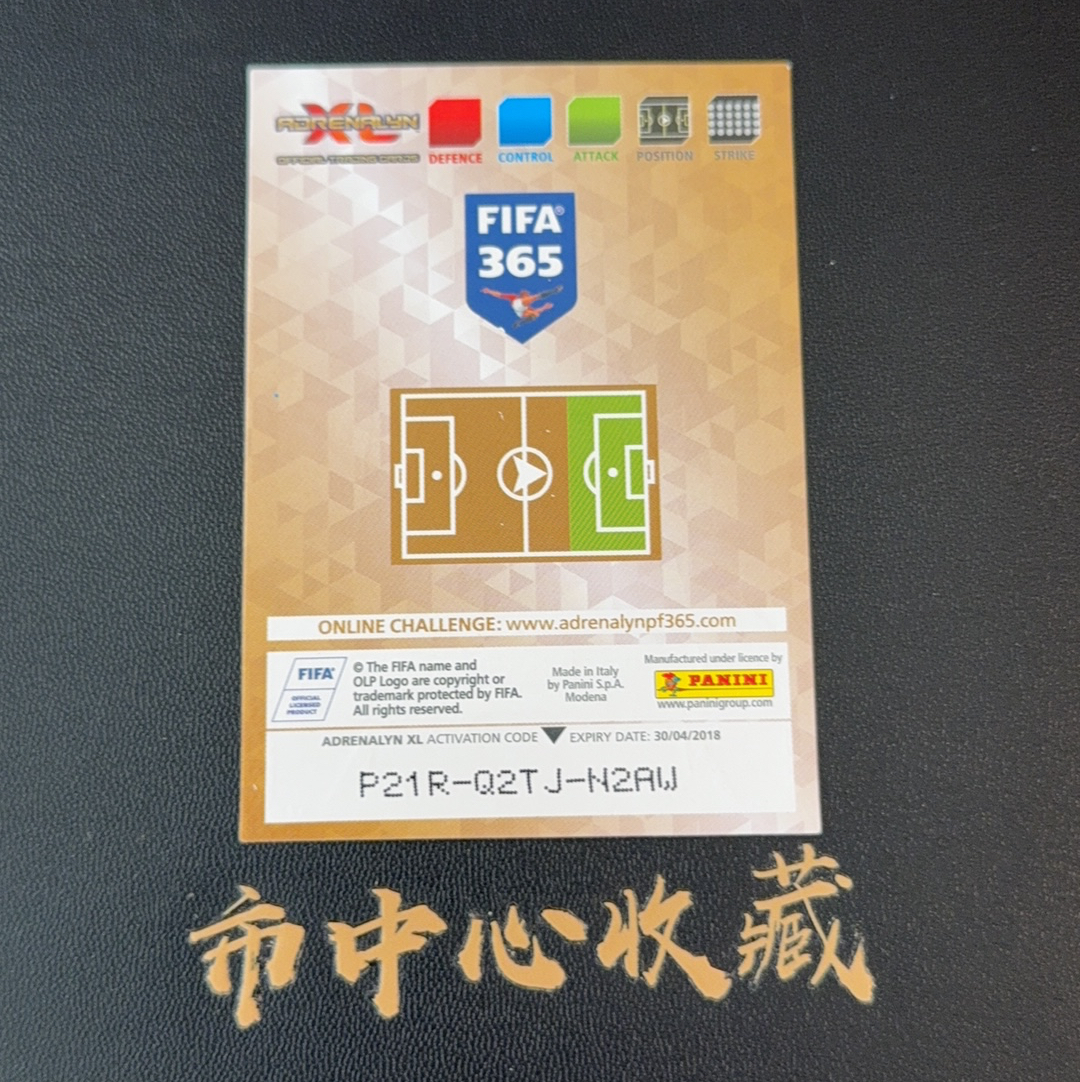 ADRENALYN XL
OFFICIAL TRADING CARDS
DEFENCE
CONTROL
ATTACK
POSITION
STRIKE
FIFA®
365
ONLINE CHALLENGE: www.adrenalynpf365.com
FIFA®
OFFICIAL
LICENSED
PRODUCT
© The FIFA name and
OLP Logo are copyright or
trademark protected by FIFA.
All rights reserved.
Made in Italy
by Panini S.p.A.
Modena
Manufactured under licence by
PANINI
www.paninigroup.com
ADRENALYN XL ACTIVATION CODE EXPIRY DATE: 30/04/2018
P21R-Q2TJ-N2AW
市中心收藏